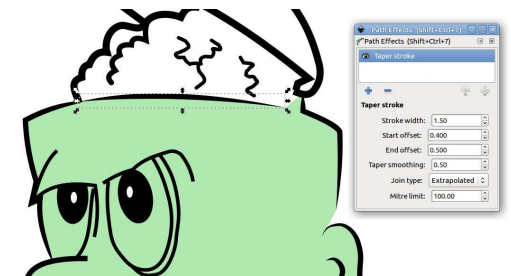 Path Effects (Shift+Ctrl+7)
Path Effects (Shift+Ctrl+7)
Taper stroke
Taper stroke
Stroke width: 1.50
Start offset: 0.400
End offset: 0.500
Taper smoothing: 0.50
Join type: Extrapolated
Mitre limit: 100.00